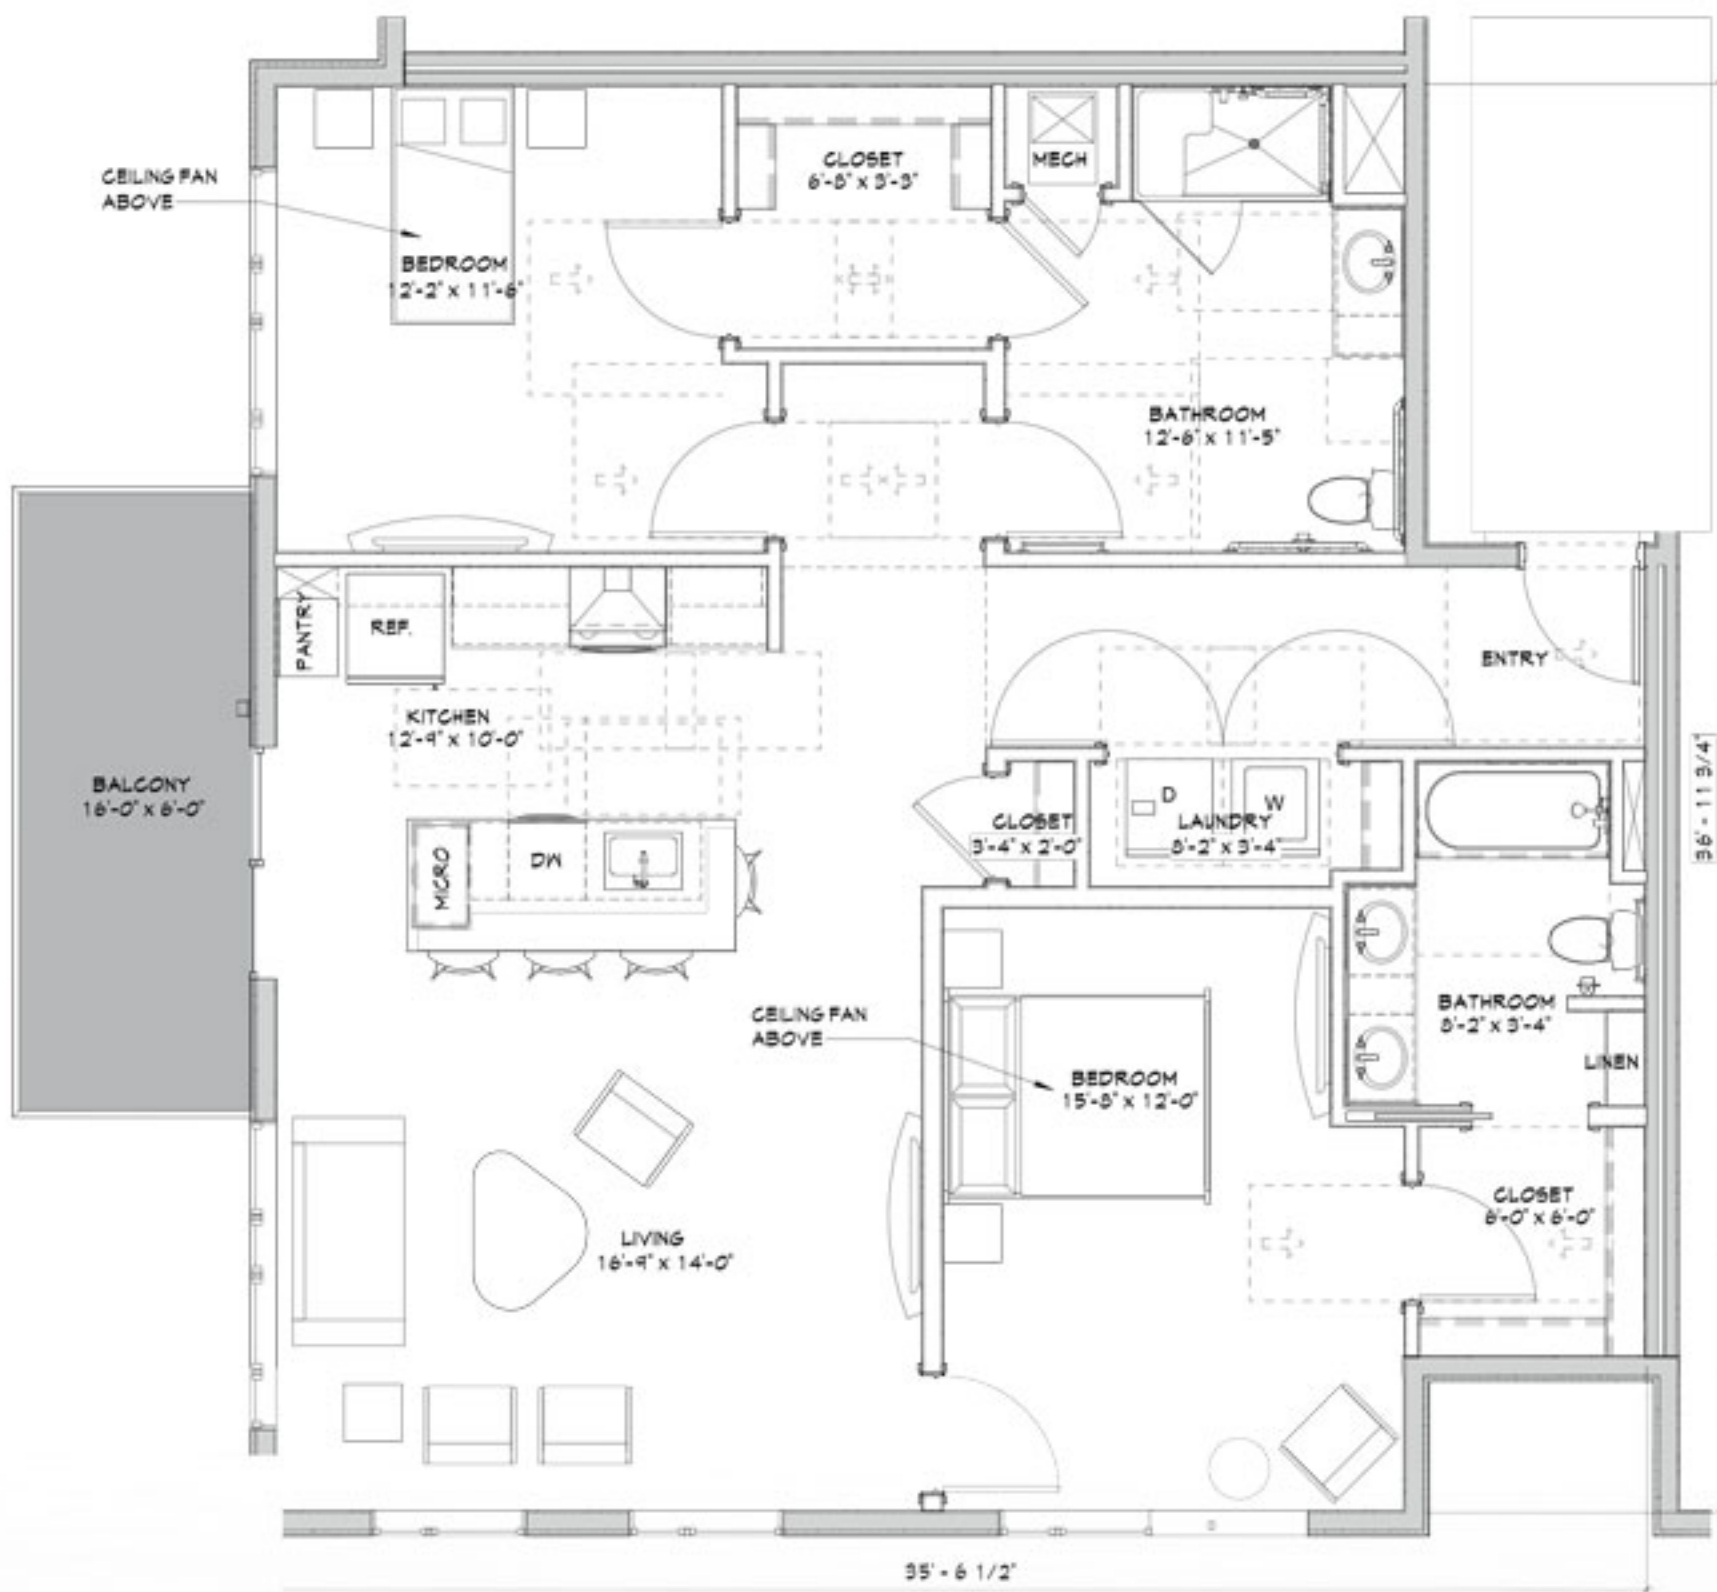 CEILING FAN
ABOVE
BEDROOM
12'-2" x 11'-6"
CLOSET
6'-8" x 3'-3"
MECH
BATHROOM
12'-6" x 11'-5"
PANTRY
REF.
ENTRY
KITCHEN
12'-9" x 10'-0"
BALCONY
16'-0" x 6'-0"
MICRO
DW
CLOSET
3'-4" x 2'-0"
D
W
LAUNDRY
8'-2" x 3'-4"
36' - 11 3/4"
CEILING FAN
ABOVE
BEDROOM
15'-8" x 12'-0"
BATHROOM
8'-2" x 3'-4"
LINEN
CLOSET
6'-0" x 6'-0"
LIVING
16'-9" x 14'-0"
35' - 6 1/2"